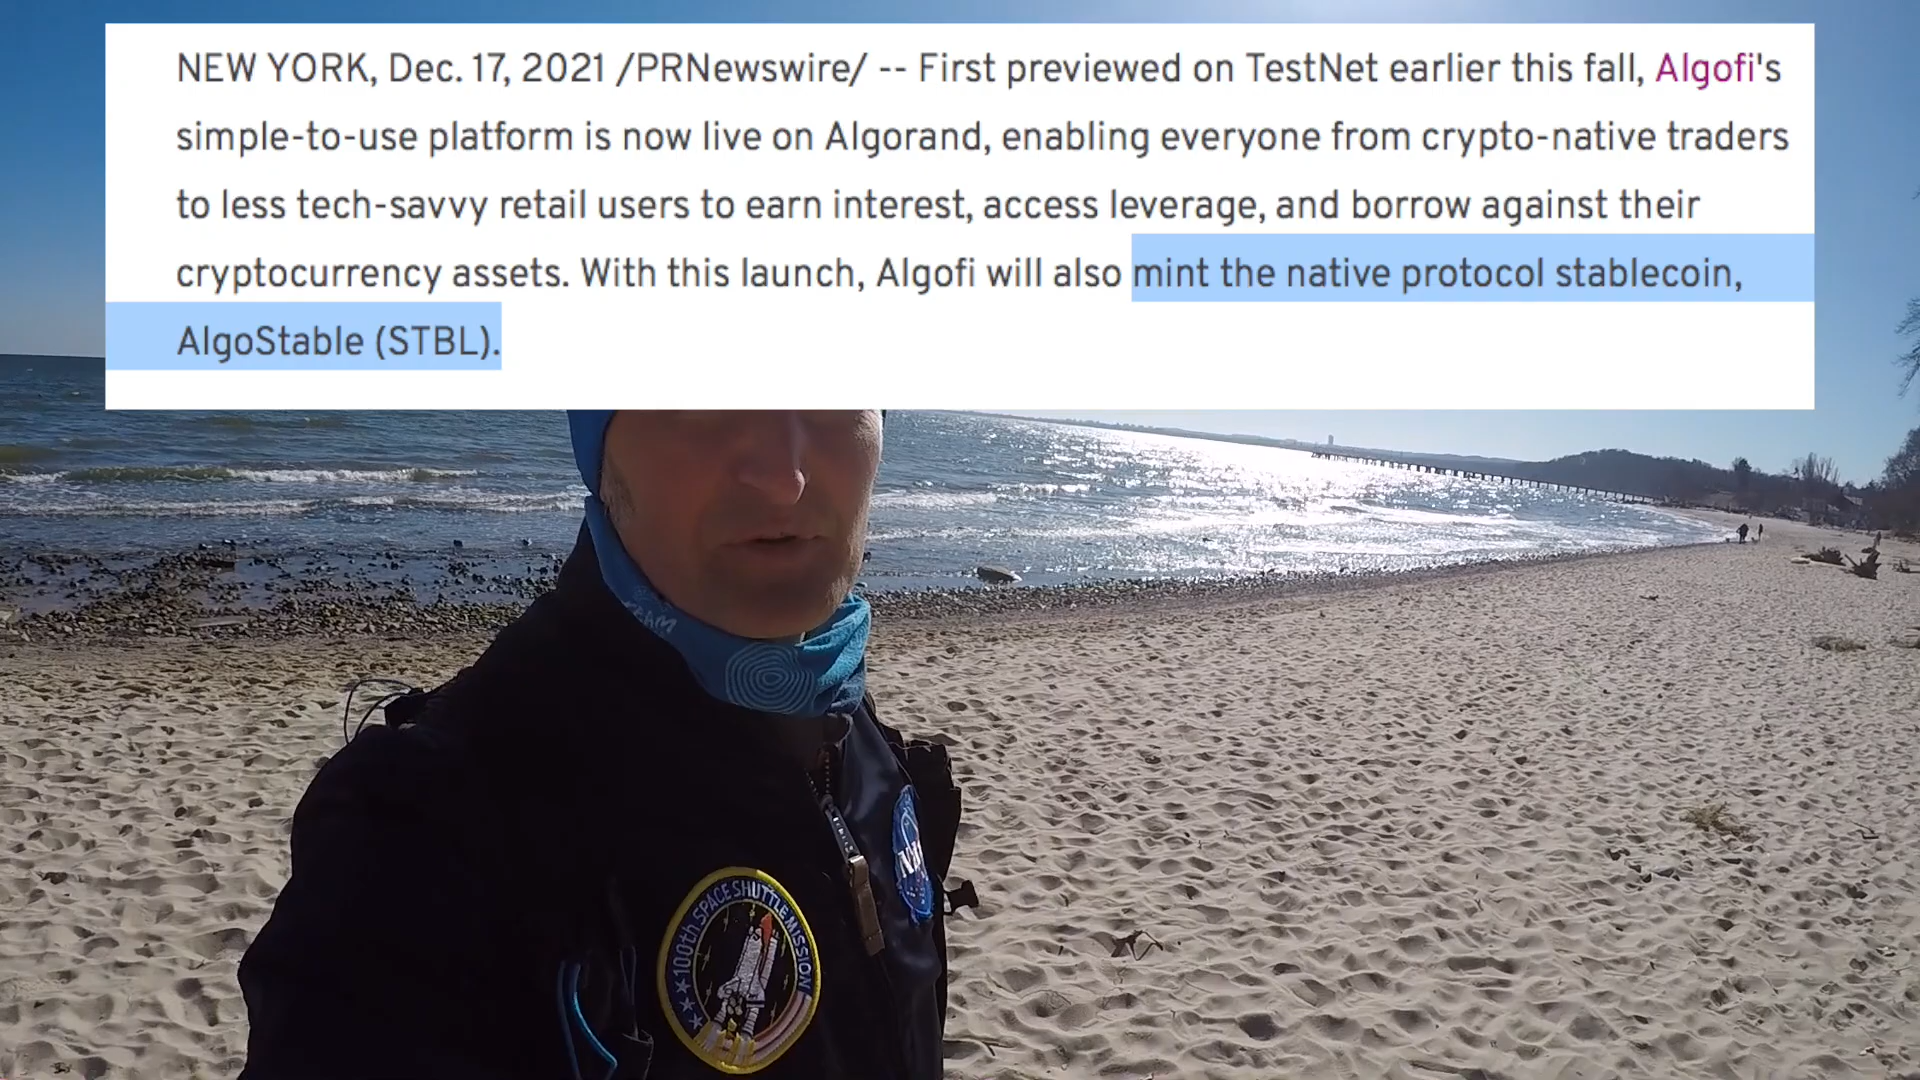 NEW YORK, Dec. 17, 2021 /PRNewswire/ -- First previewed on TestNet earlier this fall, Algofi's
simple-to-use platform is now live on Algorand, enabling everyone from crypto-native traders
to less tech-savvy retail users to earn interest, access leverage, and borrow against their
cryptocurrency assets. With this launch, Algofi will also mint the native protocol stablecoin,
AlgoStable (STBL).
100th SPACE SHUTTLE MISSION